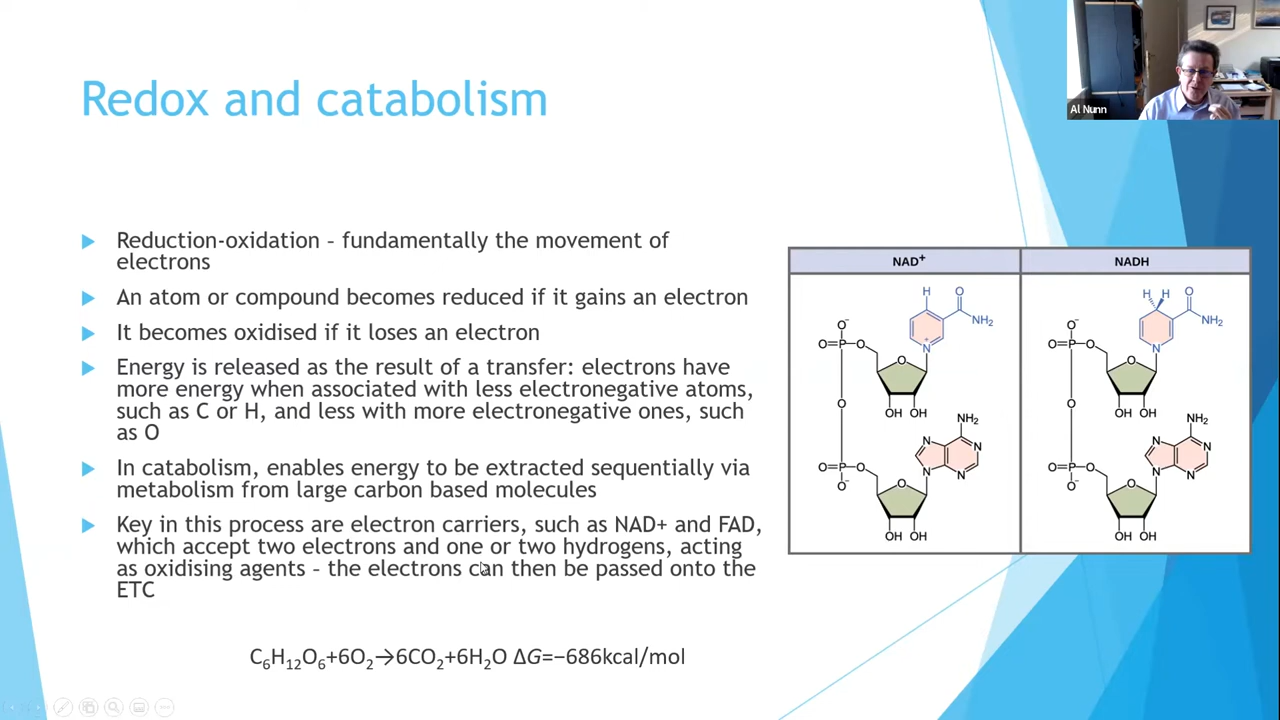 Redox and catabolism
Al Nunn
Reduction-oxidation – fundamentally the movement of
electrons
An atom or compound becomes reduced if it gains an electron
It becomes oxidised if it loses an electron
Energy is released as the result of a transfer: electrons have
more energy when associated with less electronegative atoms,
such as C or H, and less with more electronegative ones, such
as O
In catabolism, enables energy to be extracted sequentially via
metabolism from large carbon based molecules
Key in this process are electron carriers, such as NAD+ and FAD,
which accept two electrons and one or two hydrogens, acting
as oxidising agents – the electrons can then be passed onto the
ETC
C₆H₁₂O₆+6O₂→6CO₂+6H₂O ΔG=−686kcal/mol
NAD⁺
H
O
NH₂
O⁻
O=P
O
N⁺
O
OH OH
O
NH₂
N
N
O=P
O
N
N
O⁻
O
OH OH
NADH
H H
O
NH₂
O⁻
O=P
O
N
O
OH OH
O
NH₂
N
N
O=P
O
N
N
O⁻
O
OH OH